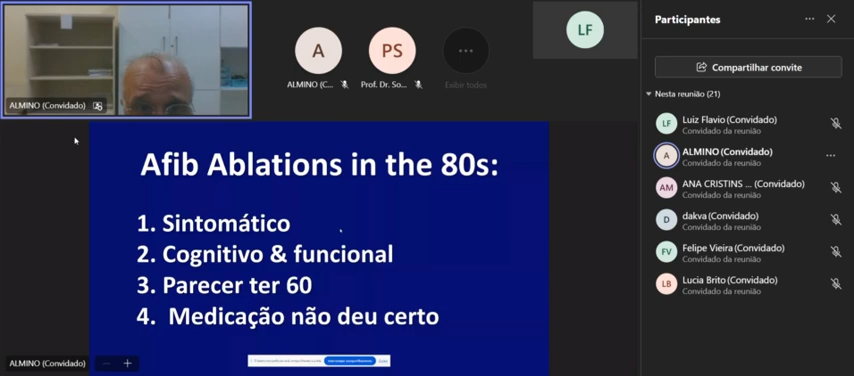 ALMINO (Convidado)
A
ALMINO (C...
PS
Prof. Dr. So...
Exibir todos
LF
Afib Ablations in the 80s:
1. Sintomático
2. Cognitivo & funcional
3. Parecer ter 60
4. Medicação não deu certo
ALMINO (Convidado)
Participantes
Compartilhar convite
Nesta reunião (21)
LF
Luiz Flavio (Convidado)
Convidado da reunião
A
ALMINO (Convidado)
Convidado da reunião
AM
ANA CRISTINS ... (Convidado)
Convidado da reunião
D
dakva (Convidado)
Convidado da reunião
FV
Felipe Vieira (Convidado)
Convidado da reunião
LB
Lucia Brito (Convidado)
Convidado da reunião